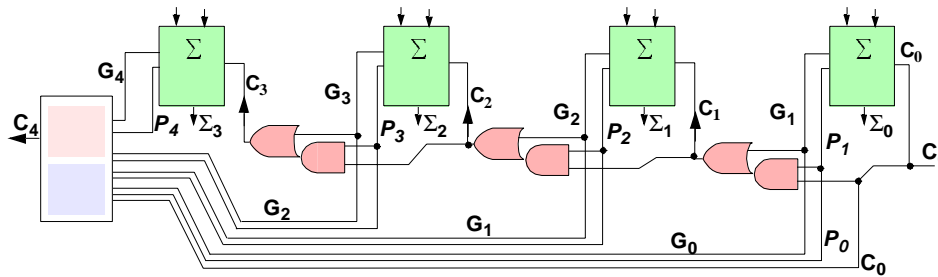 Σ Σ Σ Σ
G4 C3 G3 C2 G2 C1 G1 C0
C4 P4 Σ3 P3 Σ2 P2 Σ1 P1 Σ0 C
G2 G1 G0 P0 C0